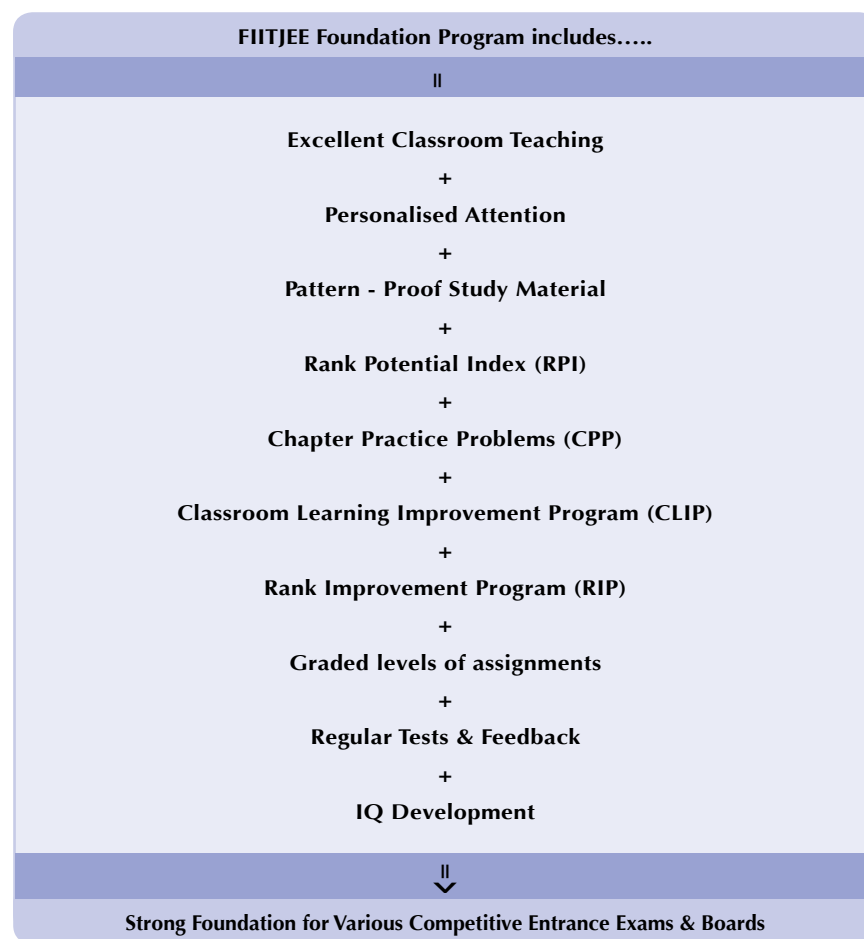 FIITJEE Foundation Program includes.....
=
Excellent Classroom Teaching
+
Personalised Attention
+
Pattern - Proof Study Material
+
Rank Potential Index (RPI)
+
Chapter Practice Problems (CPP)
+
Classroom Learning Improvement Program (CLIP)
+
Rank Improvement Program (RIP)
+
Graded levels of assignments
+
Regular Tests & Feedback
+
IQ Development
=>
Strong Foundation for Various Competitive Entrance Exams & Boards